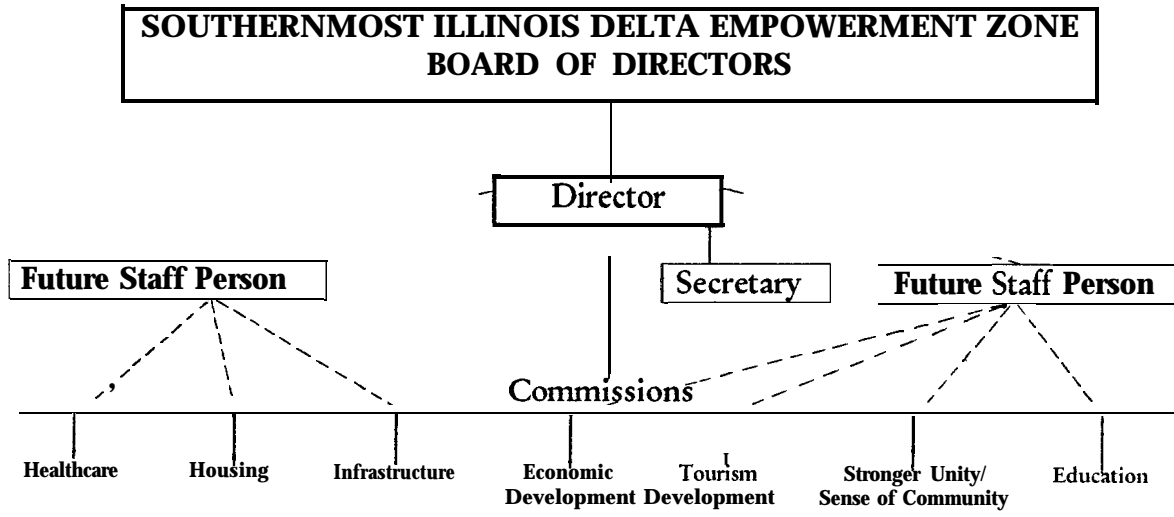 SOUTHERNMOST ILLINOIS DELTA EMPOWERMENT ZONE
BOARD OF DIRECTORS
Director
Future Staff Person
Secretary
Future Staff Person
Commissions
Healthcare
Housing
Infrastructure
Economic
Development
Tourism
Development
Stronger Unity/
Sense of Community
Education